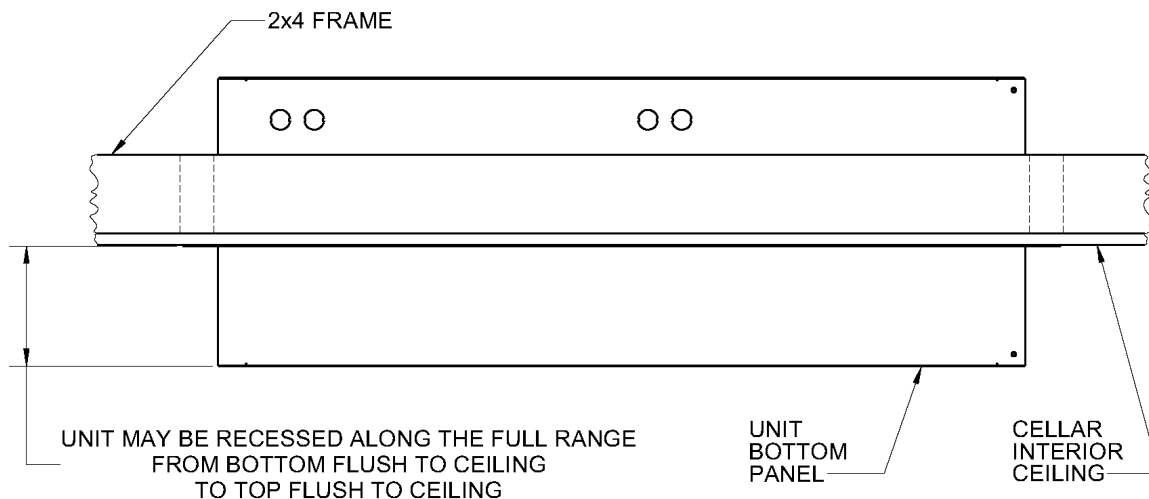 2x4 FRAME
UNIT MAY BE RECESSED ALONG THE FULL RANGE
FROM BOTTOM FLUSH TO CEILING
TO TOP FLUSH TO CEILING
UNIT
BOTTOM
PANEL
CELLAR
INTERIOR
CEILING